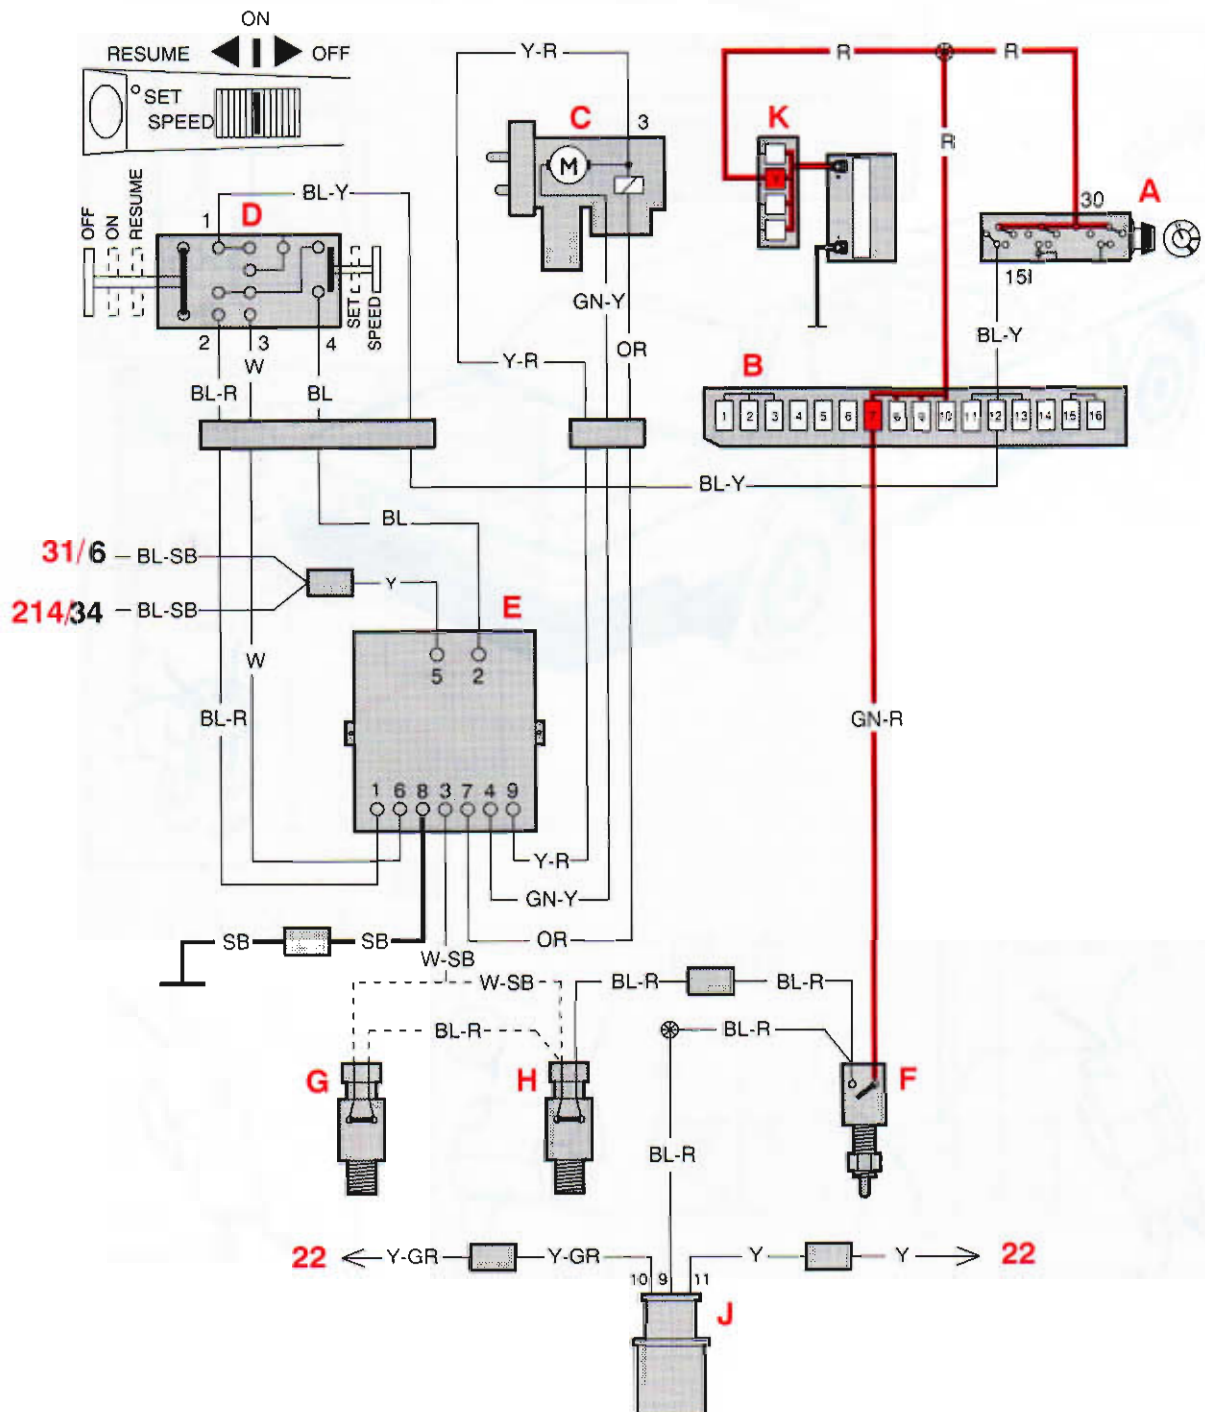 ON
RESUME OFF
SET
SPEED
Y-R
C
3
M
R
R
K
R
30
A
15I
BL-Y
OFF
ON
RESUME
1
D
BL-Y
SET
SPEED
2
3
4
W
BL-R
BL
GN-Y
Y-R
OR
B
1 2 3 4 5 6 7 8 9 10 11 12 13 14 15 16
BL-Y
BL
31/6
BL-SB
Y
214/34
BL-SB
E
5 2
W
BL-R
GN-R
1 6 8 3 7 4 9
Y-R
GN-Y
OR
SB
SB
W-SB
W-SB
BL-R
BL-R
BL-R
BL-R
G
H
F
BL-R
22
Y-GR
Y-GR
Y
Y
22
10 9 11
J